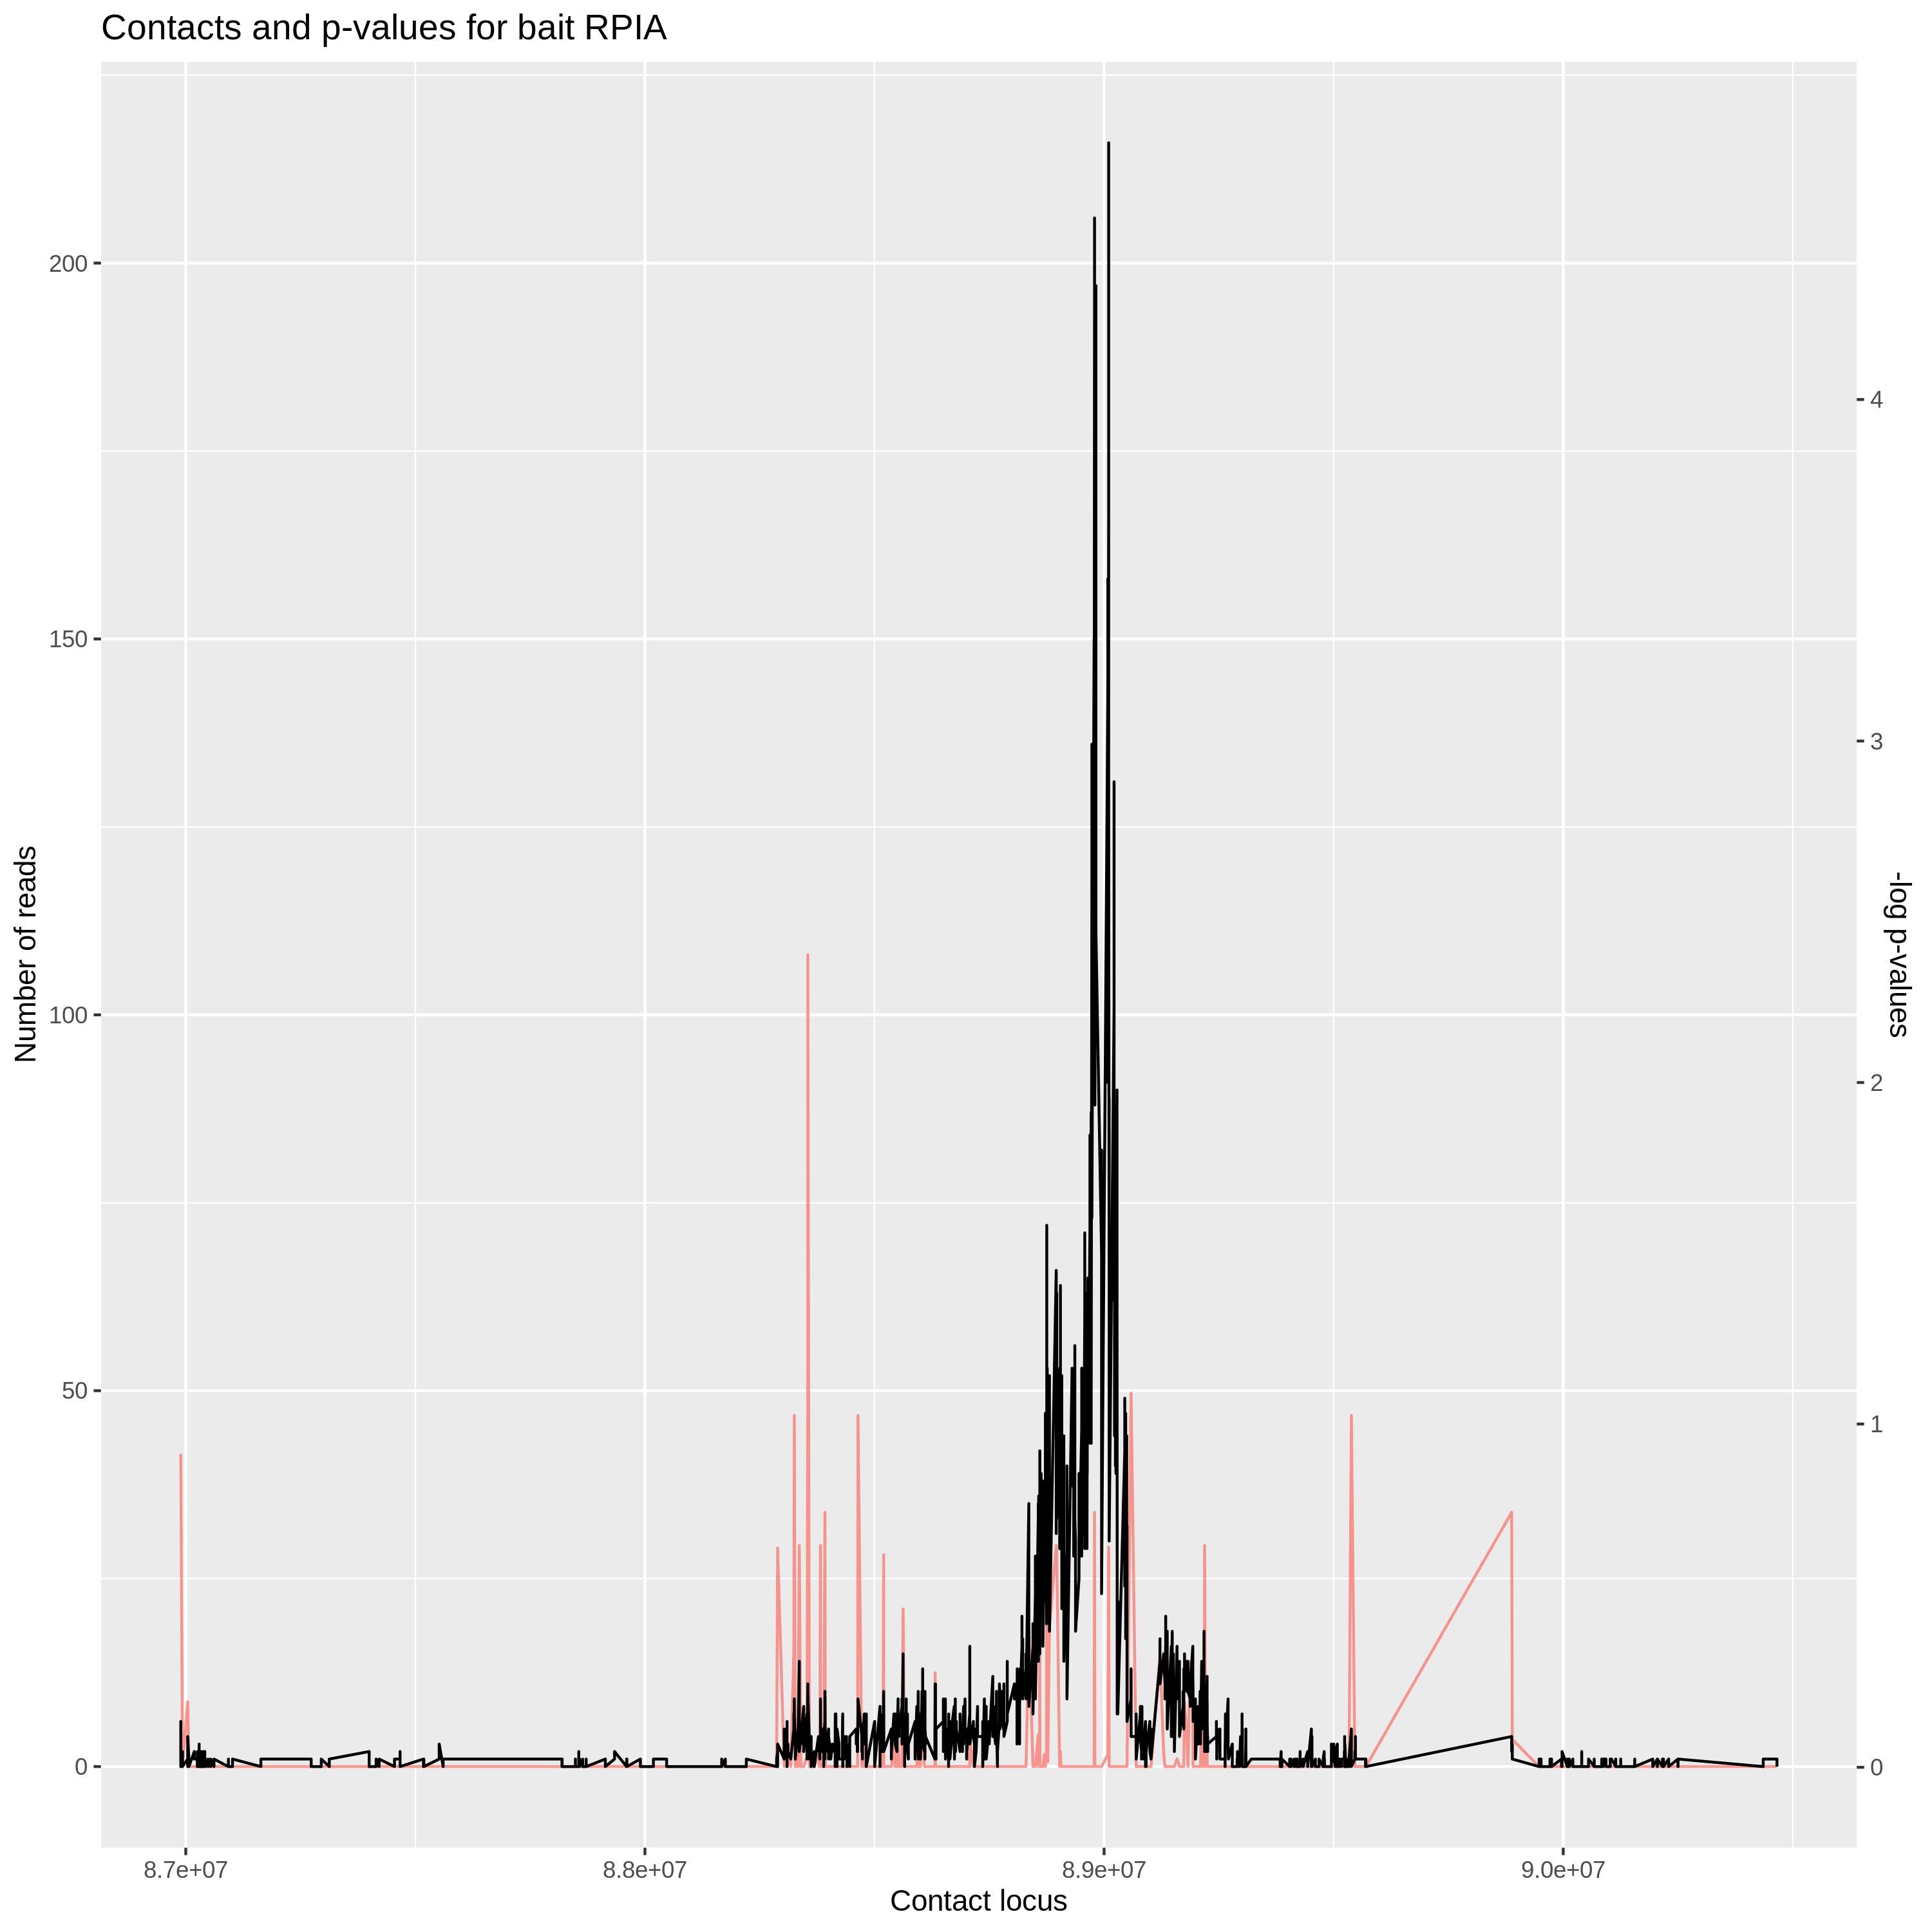 Contacts and p-values for bait RPIA
200
150
100
50
0
4
3
2
1
0
Number of reads
-log p-values
8.7e+07
8.8e+07
8.9e+07
9.0e+07
Contact locus